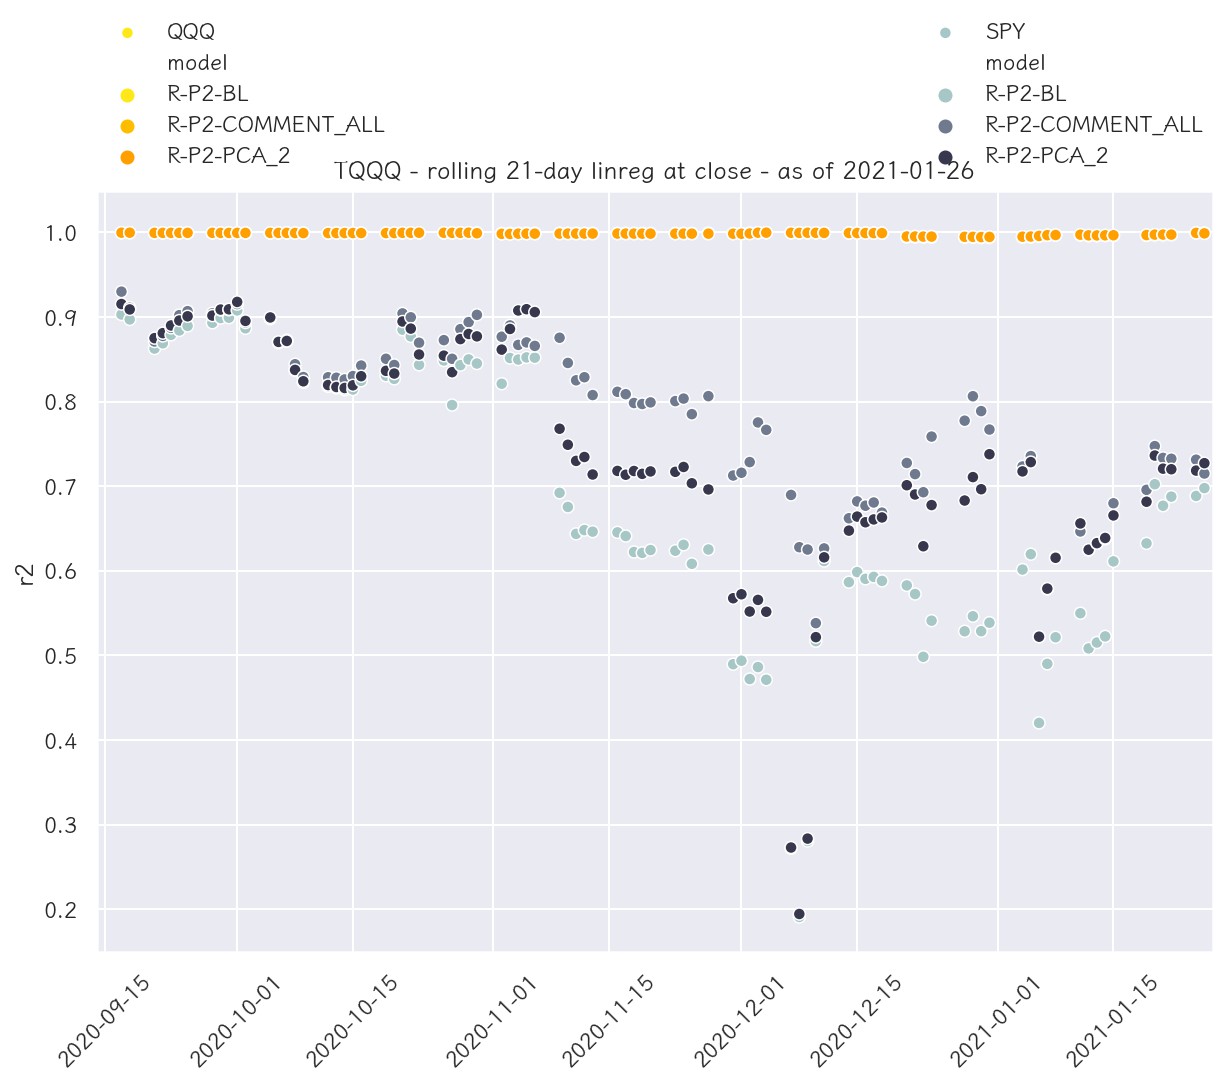 QQQ
model
R-P2-BL
R-P2-COMMENT_ALL
R-P2-PCA_2
SPY
model
R-P2-BL
R-P2-COMMENT_ALL
R-P2-PCA_2
TQQQ - rolling 21-day linreg at close - as of 2021-01-26
r2
1.0
0.9
0.8
0.7
0.6
0.5
0.4
0.3
0.2
2020-09-15
2020-10-01
2020-10-15
2020-11-01
2020-11-15
2020-12-01
2020-12-15
2021-01-01
2021-01-15